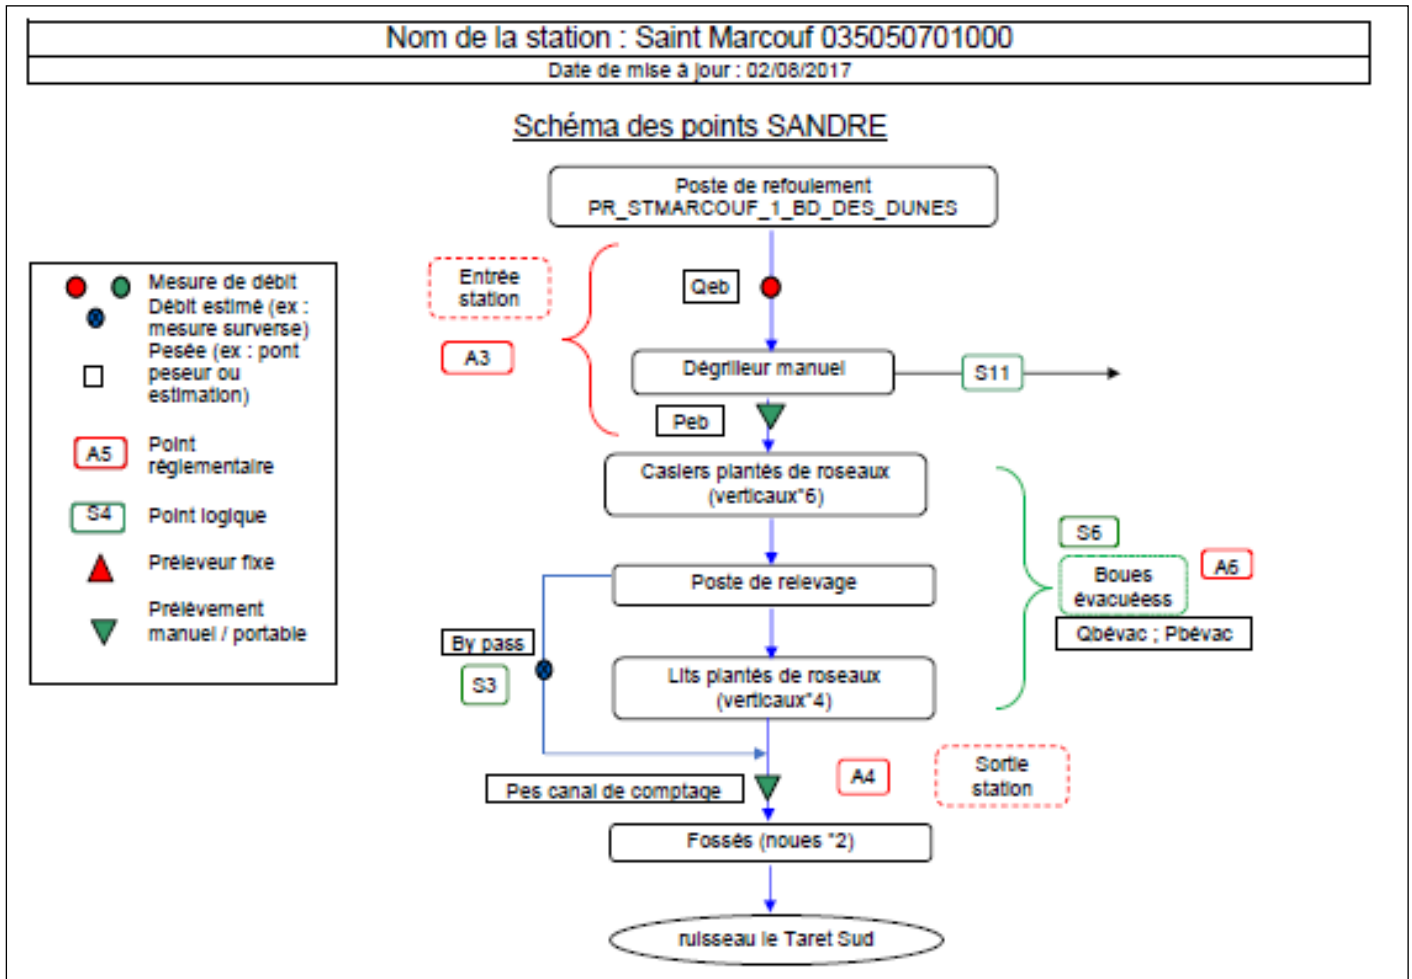 Nom de la station : Saint Marcouf 035050701000
Date de mise à jour : 02/08/2017
Schéma des points SANDRE
Poste de refoulement
PR_STMARCOUF_1_BD_DES_DUNES
Mesure de débit
Débit estimé (ex :
mesure surverse)
Pesée (ex : pont
peseur ou
estimation)
A5
Point
réglementaire
S4
Point logique
Préleveur fixe
Prélèvement
manuel / portable
Entrée
station
A3
Qeb
Dégrilleur manuel
S11
Peb
Casiers plantés de roseaux
(verticaux*6)
Poste de relevage
By pass
S3
Lits plantés de roseaux
(verticaux*4)
S6
A6
Boues
évacuéess
Qbévac ; Pbévac
Pes canal de comptage
A4
Sortie
station
Fossés (noues *2)
ruisseau le Taret Sud